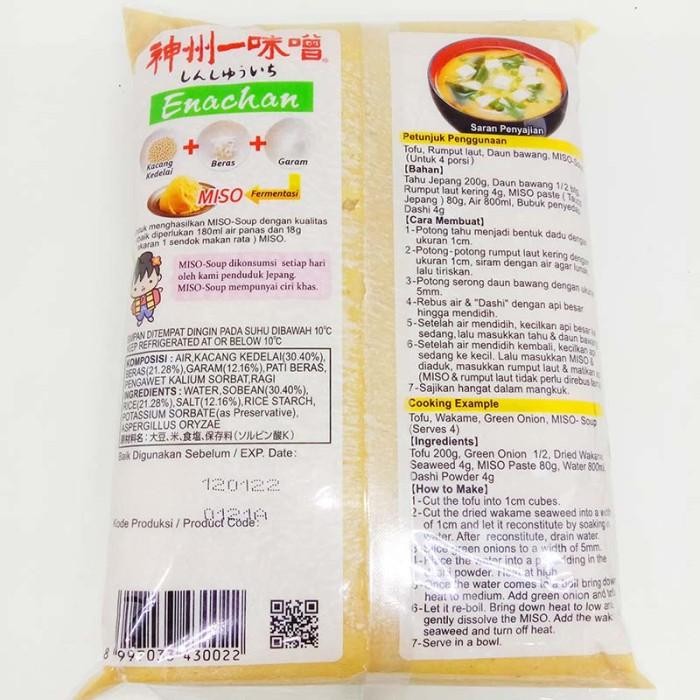 神州一味噌
しんしゅういち
Enachan
Kacang
Kedelai
Beras
Garam
MISO
Fermentasi
menghasilkan MISO-Soup dengan kualitas
diperlukan 180ml air panas dan 18g
1 sendok makan rata ) MISO.
MISO-Soup dikonsumsi setiap hari
oleh kami penduduk Jepang.
MISO-Soup mempunyai ciri khas.
DITEMPAT DINGIN PADA SUHU DIBAWAH 10°C
KEEP REFRIGERATED AT OR BELOW 10°C
KOMPOSISI : AIR,KACANG KEDELAI(30.40%),
BERAS(21.28%),GARAM(12.16%),PATI BERAS,
PENGAWET KALIUM SORBAT,RAGI
INGREDIENTS : WATER,SOBEAN(30.40%),
RICE(21.28%),SALT(12.16%),RICE STARCH,
POTASSIUM SORBATE(as Preservative),
ASPERGILLUS ORYZAE
原材料名：大豆、米、食塩、保存料（ソルビン酸K）
Baik Digunakan Sebelum / EXP. Date:
120122
0121A
Kode Produksi / Product Code:
8 997033 430022
Saran Penyajian
Petunjuk Penggunaan
Tofu, Rumput laut, Daun bawang, MISO-
(Untuk 4 porsi)
【Bahan】
Tahu Jepang 200g, Daun bawang 1/2
Rumput laut kering 4g, MISO paste (
Jepang ) 80g, Air 800ml, Bubuk
Dashi 4g
【Cara Membuat】
1-Potong tahu menjadi bentuk dadu
ukuran 1cm.
2-Potong-potong rumput laut kering
ukuran 1cm, siram dengan air agar
lalu tiriskan.
3-Potong serong daun bawang dengan
5mm.
4-Rebus air & "Dashi" dengan api besar
hingga mendidih.
5-Setelah air mendidih, kecilkan api besar
sedang, lalu masukkan tahu & daun
6-Setelah air mendidih kembali, kecilkan
sedang ke kecil. Lalu masukkan MISO &
diaduk, masukkan rumput laut & matikan
(MISO & rumput laut tidak perlu direbus
7-Sajikan hangat dalam mangkuk.
Cooking Example
Tofu, Wakame, Green Onion, MISO- Soup
(Serves 4)
【Ingredients】
Tofu 200g, Green Onion 1/2, Dried Wakame
Seaweed 4g, MISO Paste 80g, Water 800ml,
Dashi Powder 4g
【How to Make】
1-Cut the tofu into 1cm cubes.
2-Cut the dried wakame seaweed into a
of 1cm and let it reconstitute by soaking
water. After reconstitute, drain water.
Slice green onions to a width of 5mm.
the water into a adding in the
powder. Heat at high
5-Once the water comes to a boil bring down
heat to medium. Add green onion and
6-Let it re-boil. Bring down heat to low and
gently dissolve the MISO. Add the
seaweed and turn off heat.
7-Serve in a bowl.